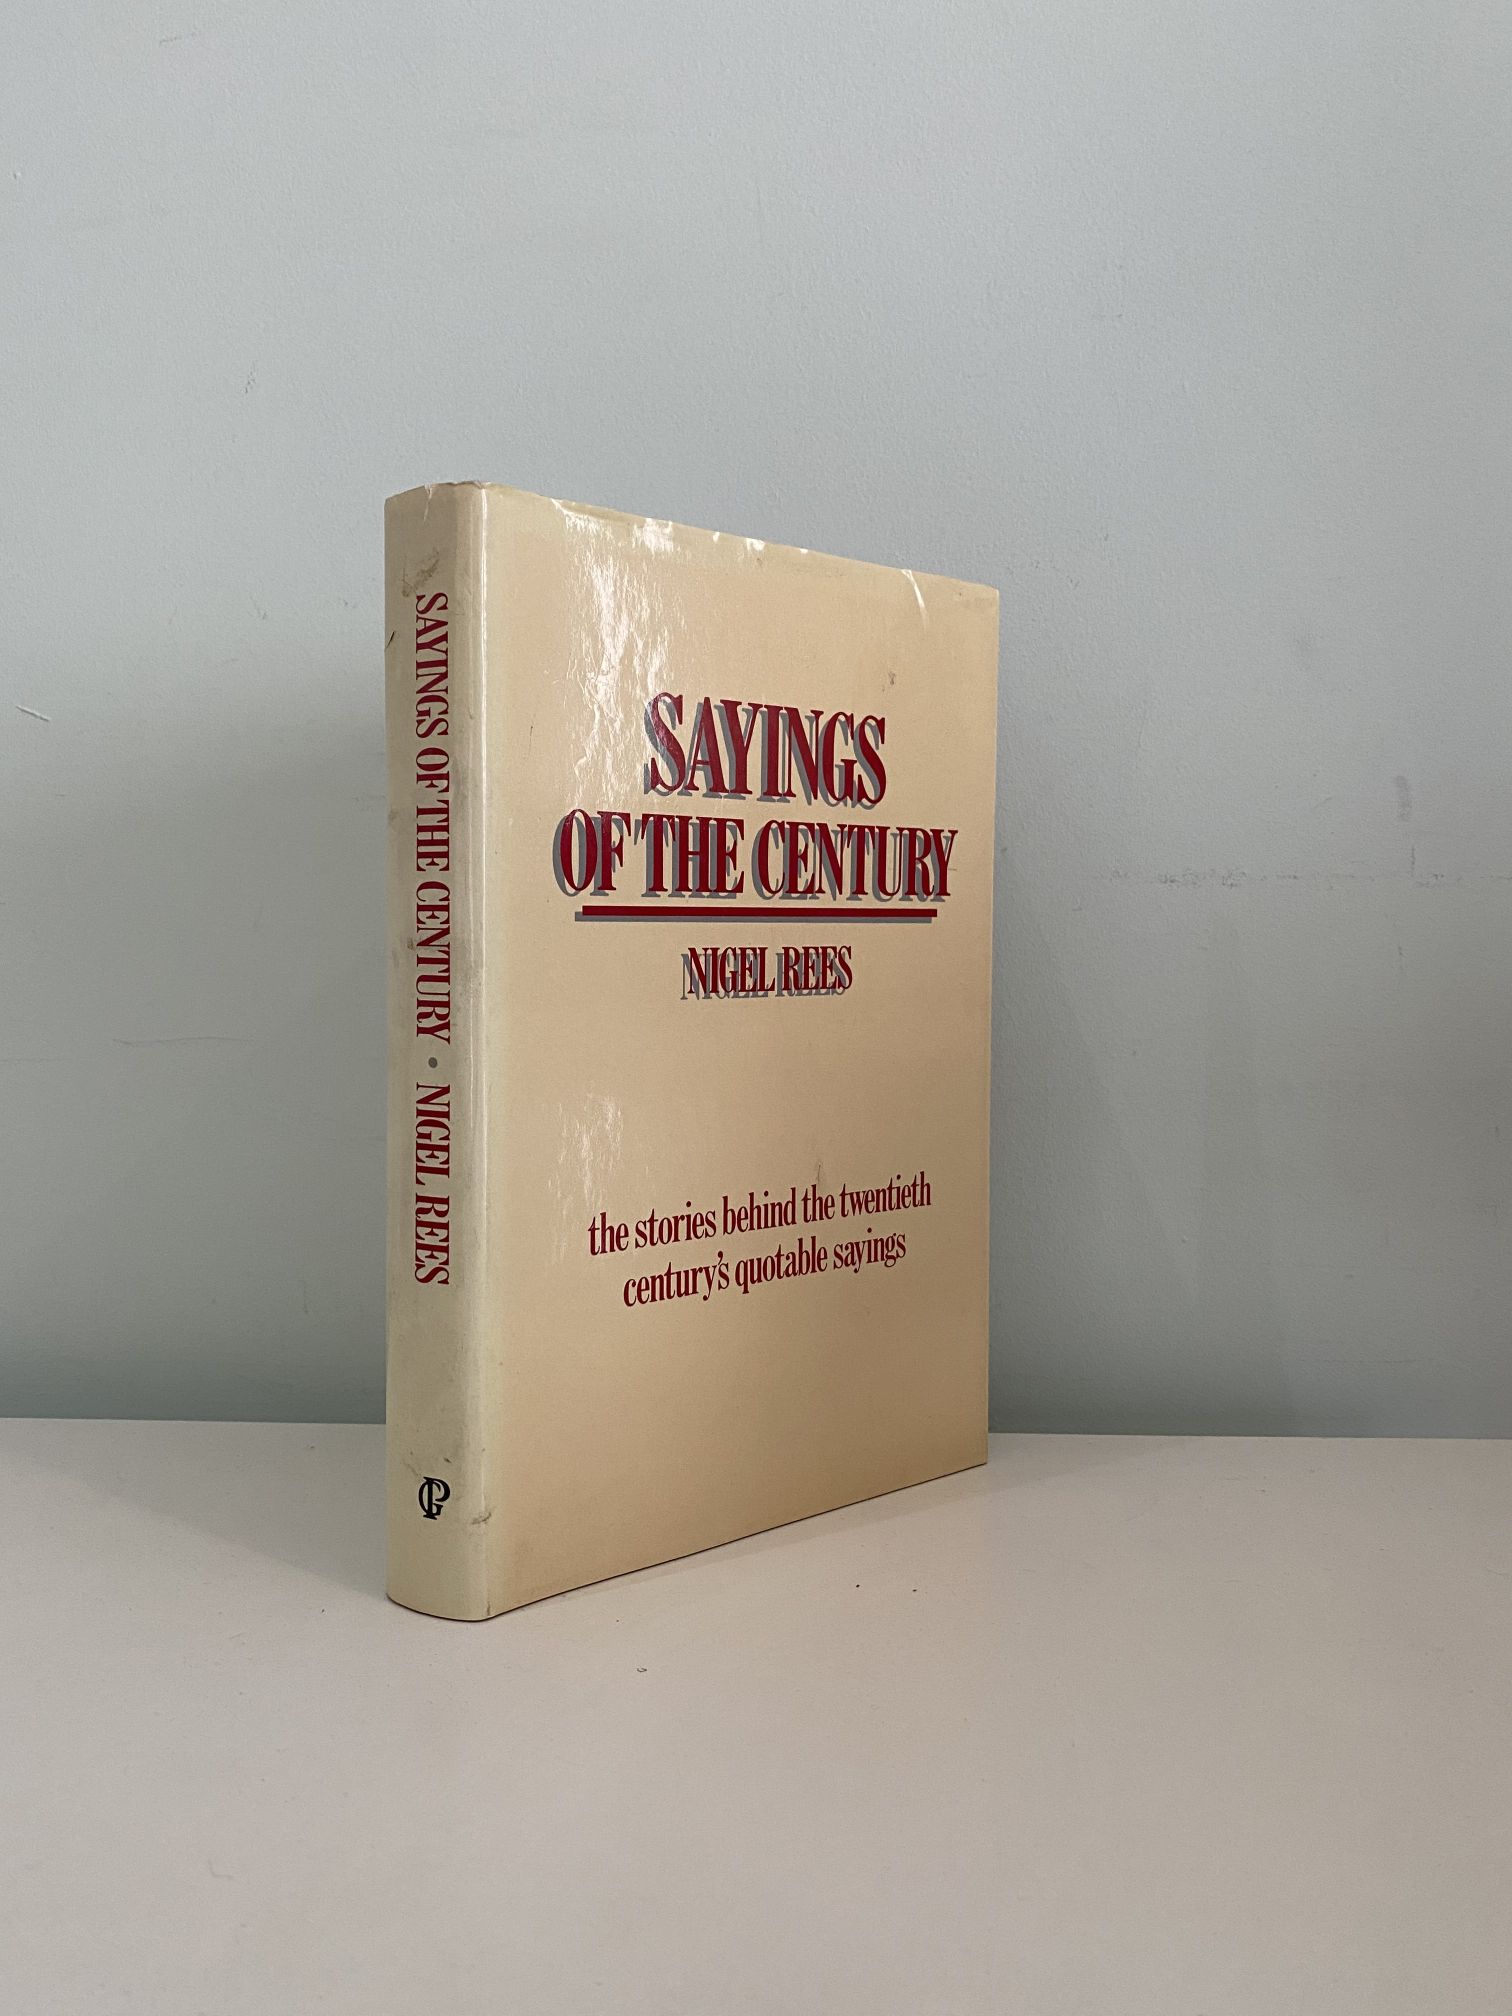 SAYINGS OF THE CENTURY • NIGEL REES
GP
SAYINGS
OF THE CENTURY
NIGEL REES
the stories behind the twentieth
century's quotable sayings